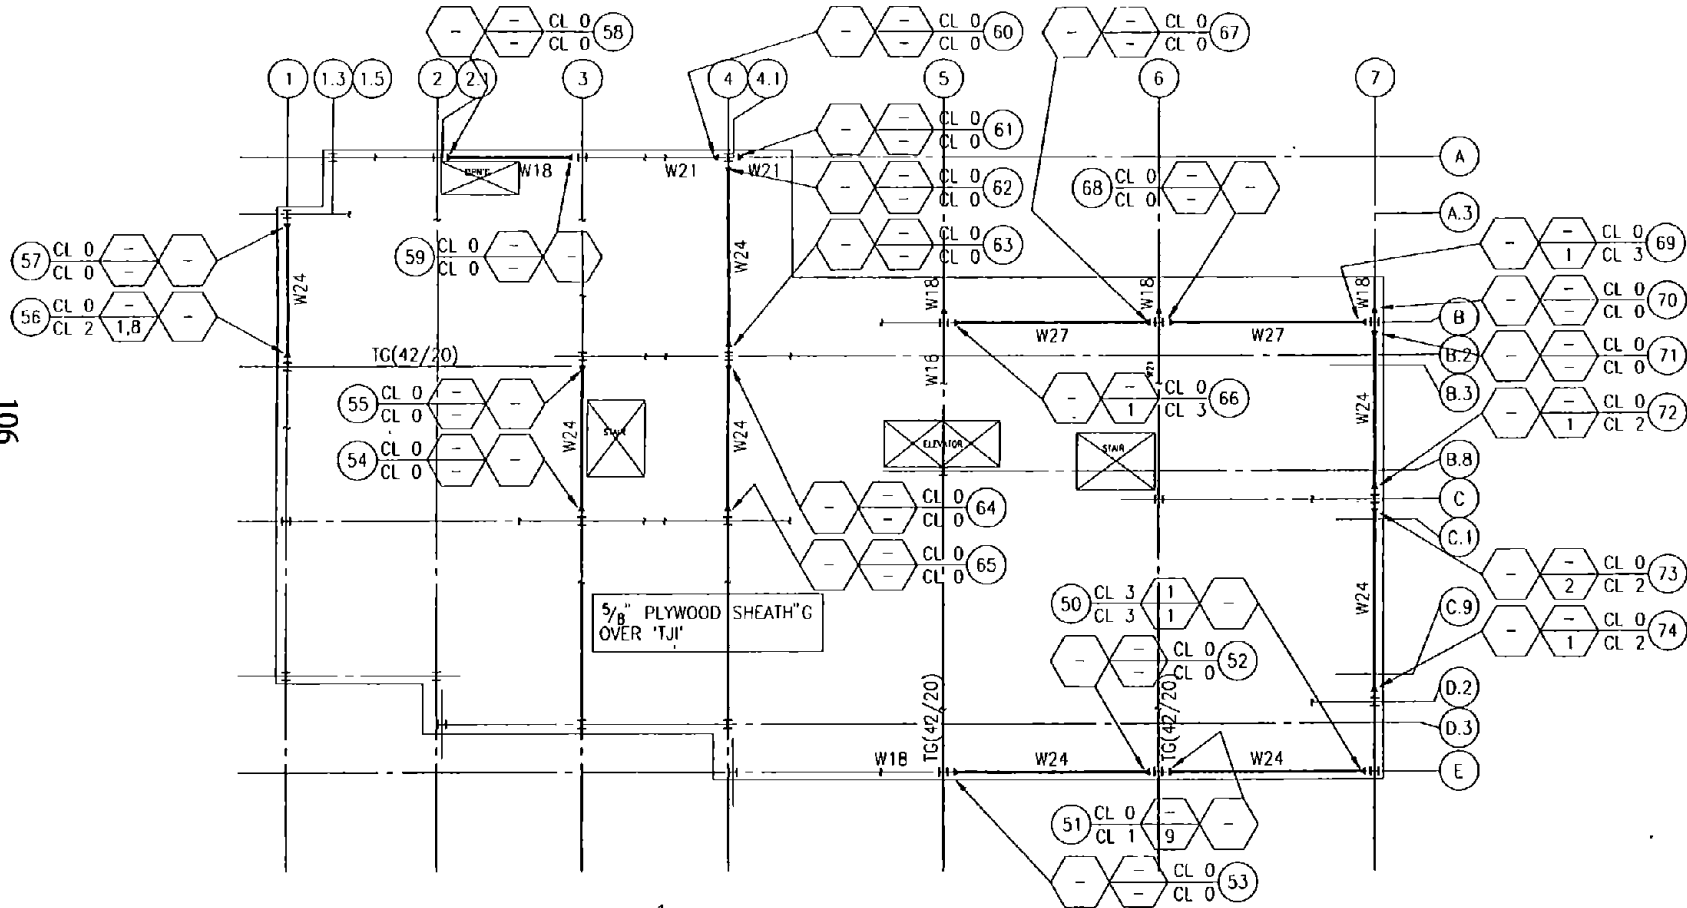 CL 0
- - 58
CL 0
CL 0
- - 60
CL 0
CL 0
- - 67
CL 0
1 1.3 1.5 2 2.1 3 4 4.1 5 6 7
CL 0
- - 61
CL 0
A
W18 W21 W21
CL 0
- - 62
CL 0
CL 0
68 - -
CL 0
A.3
CL 0
- - 63
CL 0
CL 0
57 - -
CL 0
CL 0
59 - -
CL 0
- - CL 0
1 CL 3 69
W24
W24
W18
W18
W18
CL 0
- - 70
CL 0
CL 0 - -
56
CL 2 1,8
B
W27 W27
TG(42/20)
B.2
CL 0
- - 71
CL 0
W16
B.3
CL 0
55 - -
CL 0
- - CL 0
1 CL 3 66
- - CL 0
1 CL 2 72
W24
W24
W24
STAIR
ELEVATOR
STAIR
CL 0
54 - -
CL 0
B.8
C
CL 0
- - 64
CL 0
C.1
CL 0
- - 65
CL 0
- - CL 0
2 CL 2 73
106
5/8" PLYWOOD SHEATH'G
OVER 'TJI'
CL 3 1 -
50
CL 3 1
W24
C.9
- - CL 0
1 CL 2 74
CL 0
- - 52
CL 0
TG(42/20)
TG(42/20)
D.2
D.3
W18 W24 W24
E
CL 0 - -
51
CL 1 9
CL 0
- - 53
CL 0